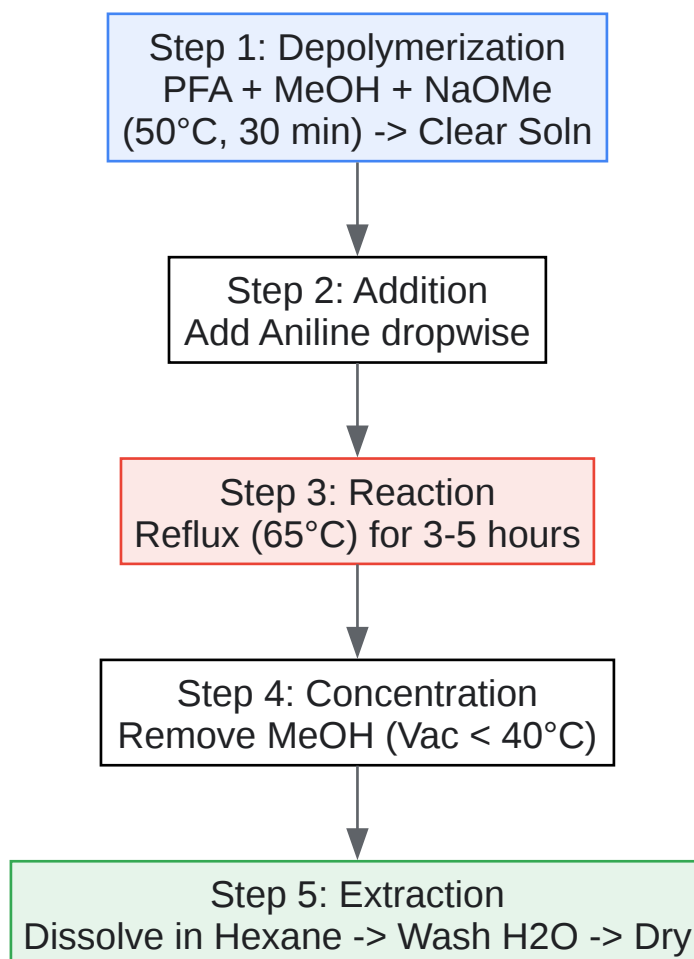 Step 1: Depolymerization
PFA + MeOH + NaOMe
(50°C, 30 min) -> Clear Soln
Step 2: Addition
Add Aniline dropwise
Step 3: Reaction
Reflux (65°C) for 3-5 hours
Step 4: Concentration
Remove MeOH (Vac < 40°C)
Step 5: Extraction
Dissolve in Hexane -> Wash H2O -> Dry